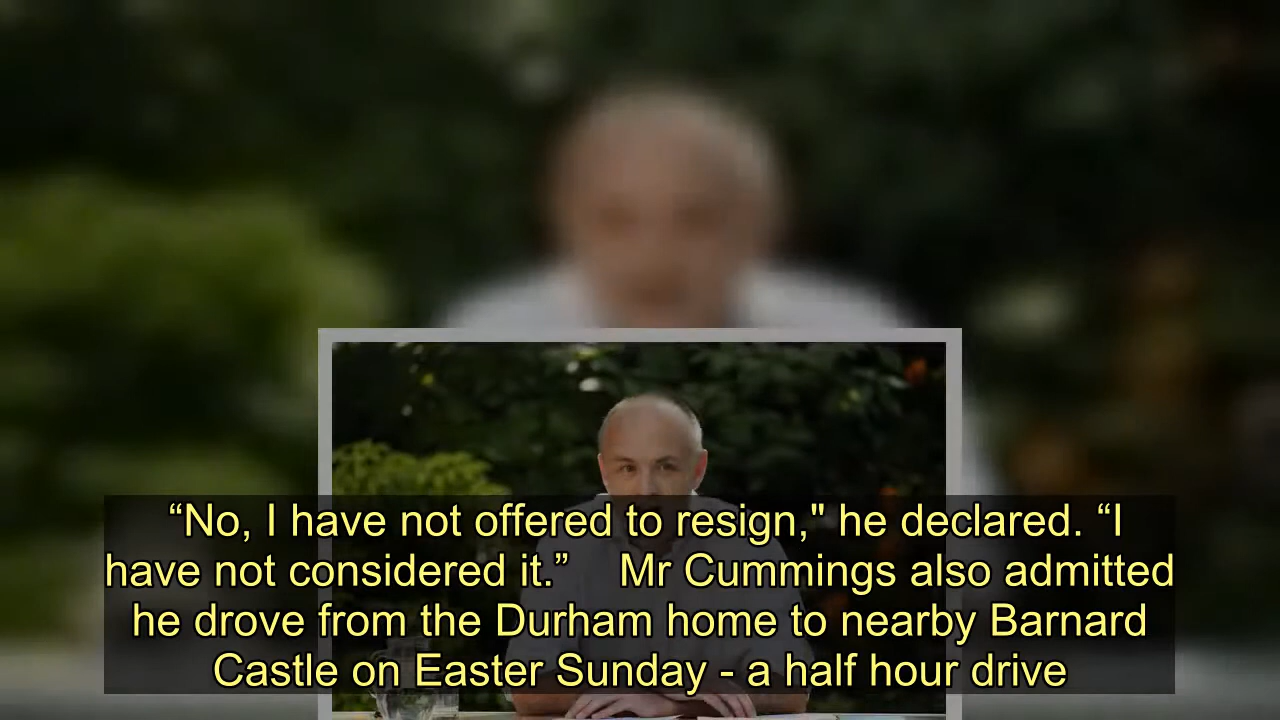 “No, I have not offered to resign," he declared. “I
have not considered it.” Mr Cummings also admitted
he drove from the Durham home to nearby Barnard
Castle on Easter Sunday - a half hour drive